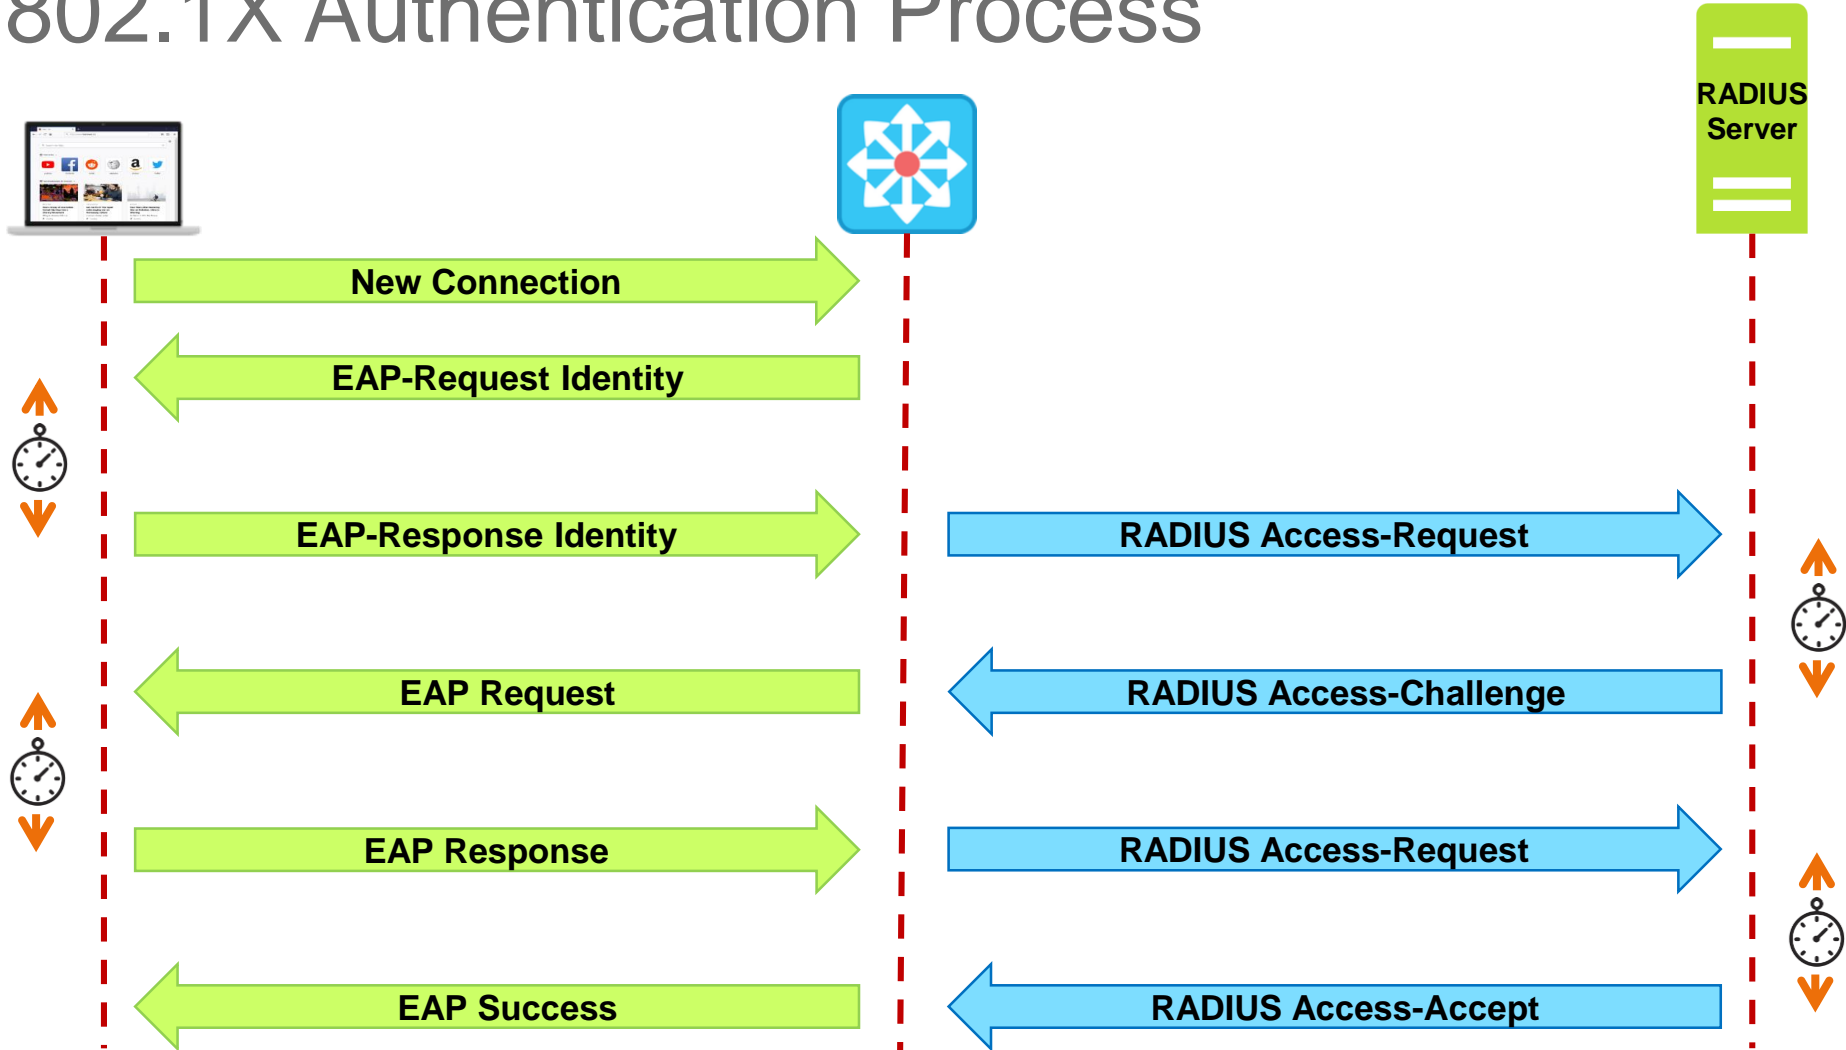 802.1X Authentication Process
RADIUS
Server
New Connection
EAP-Request Identity
EAP-Response Identity
RADIUS Access-Request
EAP Request
RADIUS Access-Challenge
EAP Response
RADIUS Access-Request
EAP Success
RADIUS Access-Accept